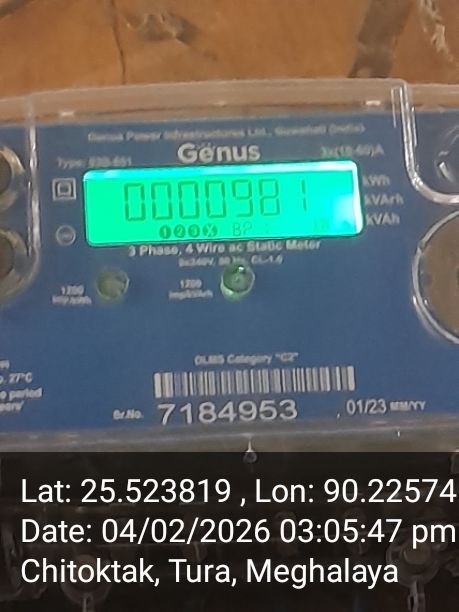 Genus Power Infrastructures Ltd., Guwahati (India)
Genus
3x(10-60)A
0000981
kWh
kVArh
kVAh
3 Phase, 4 Wire ac Static Meter
DLMS Category "C2"
Sr.No. 7184953 01/23 MM/YY
Lat: 25.523819 , Lon: 90.22574
Date: 04/02/2026 03:05:47 pm
Chitoktak, Tura, Meghalaya